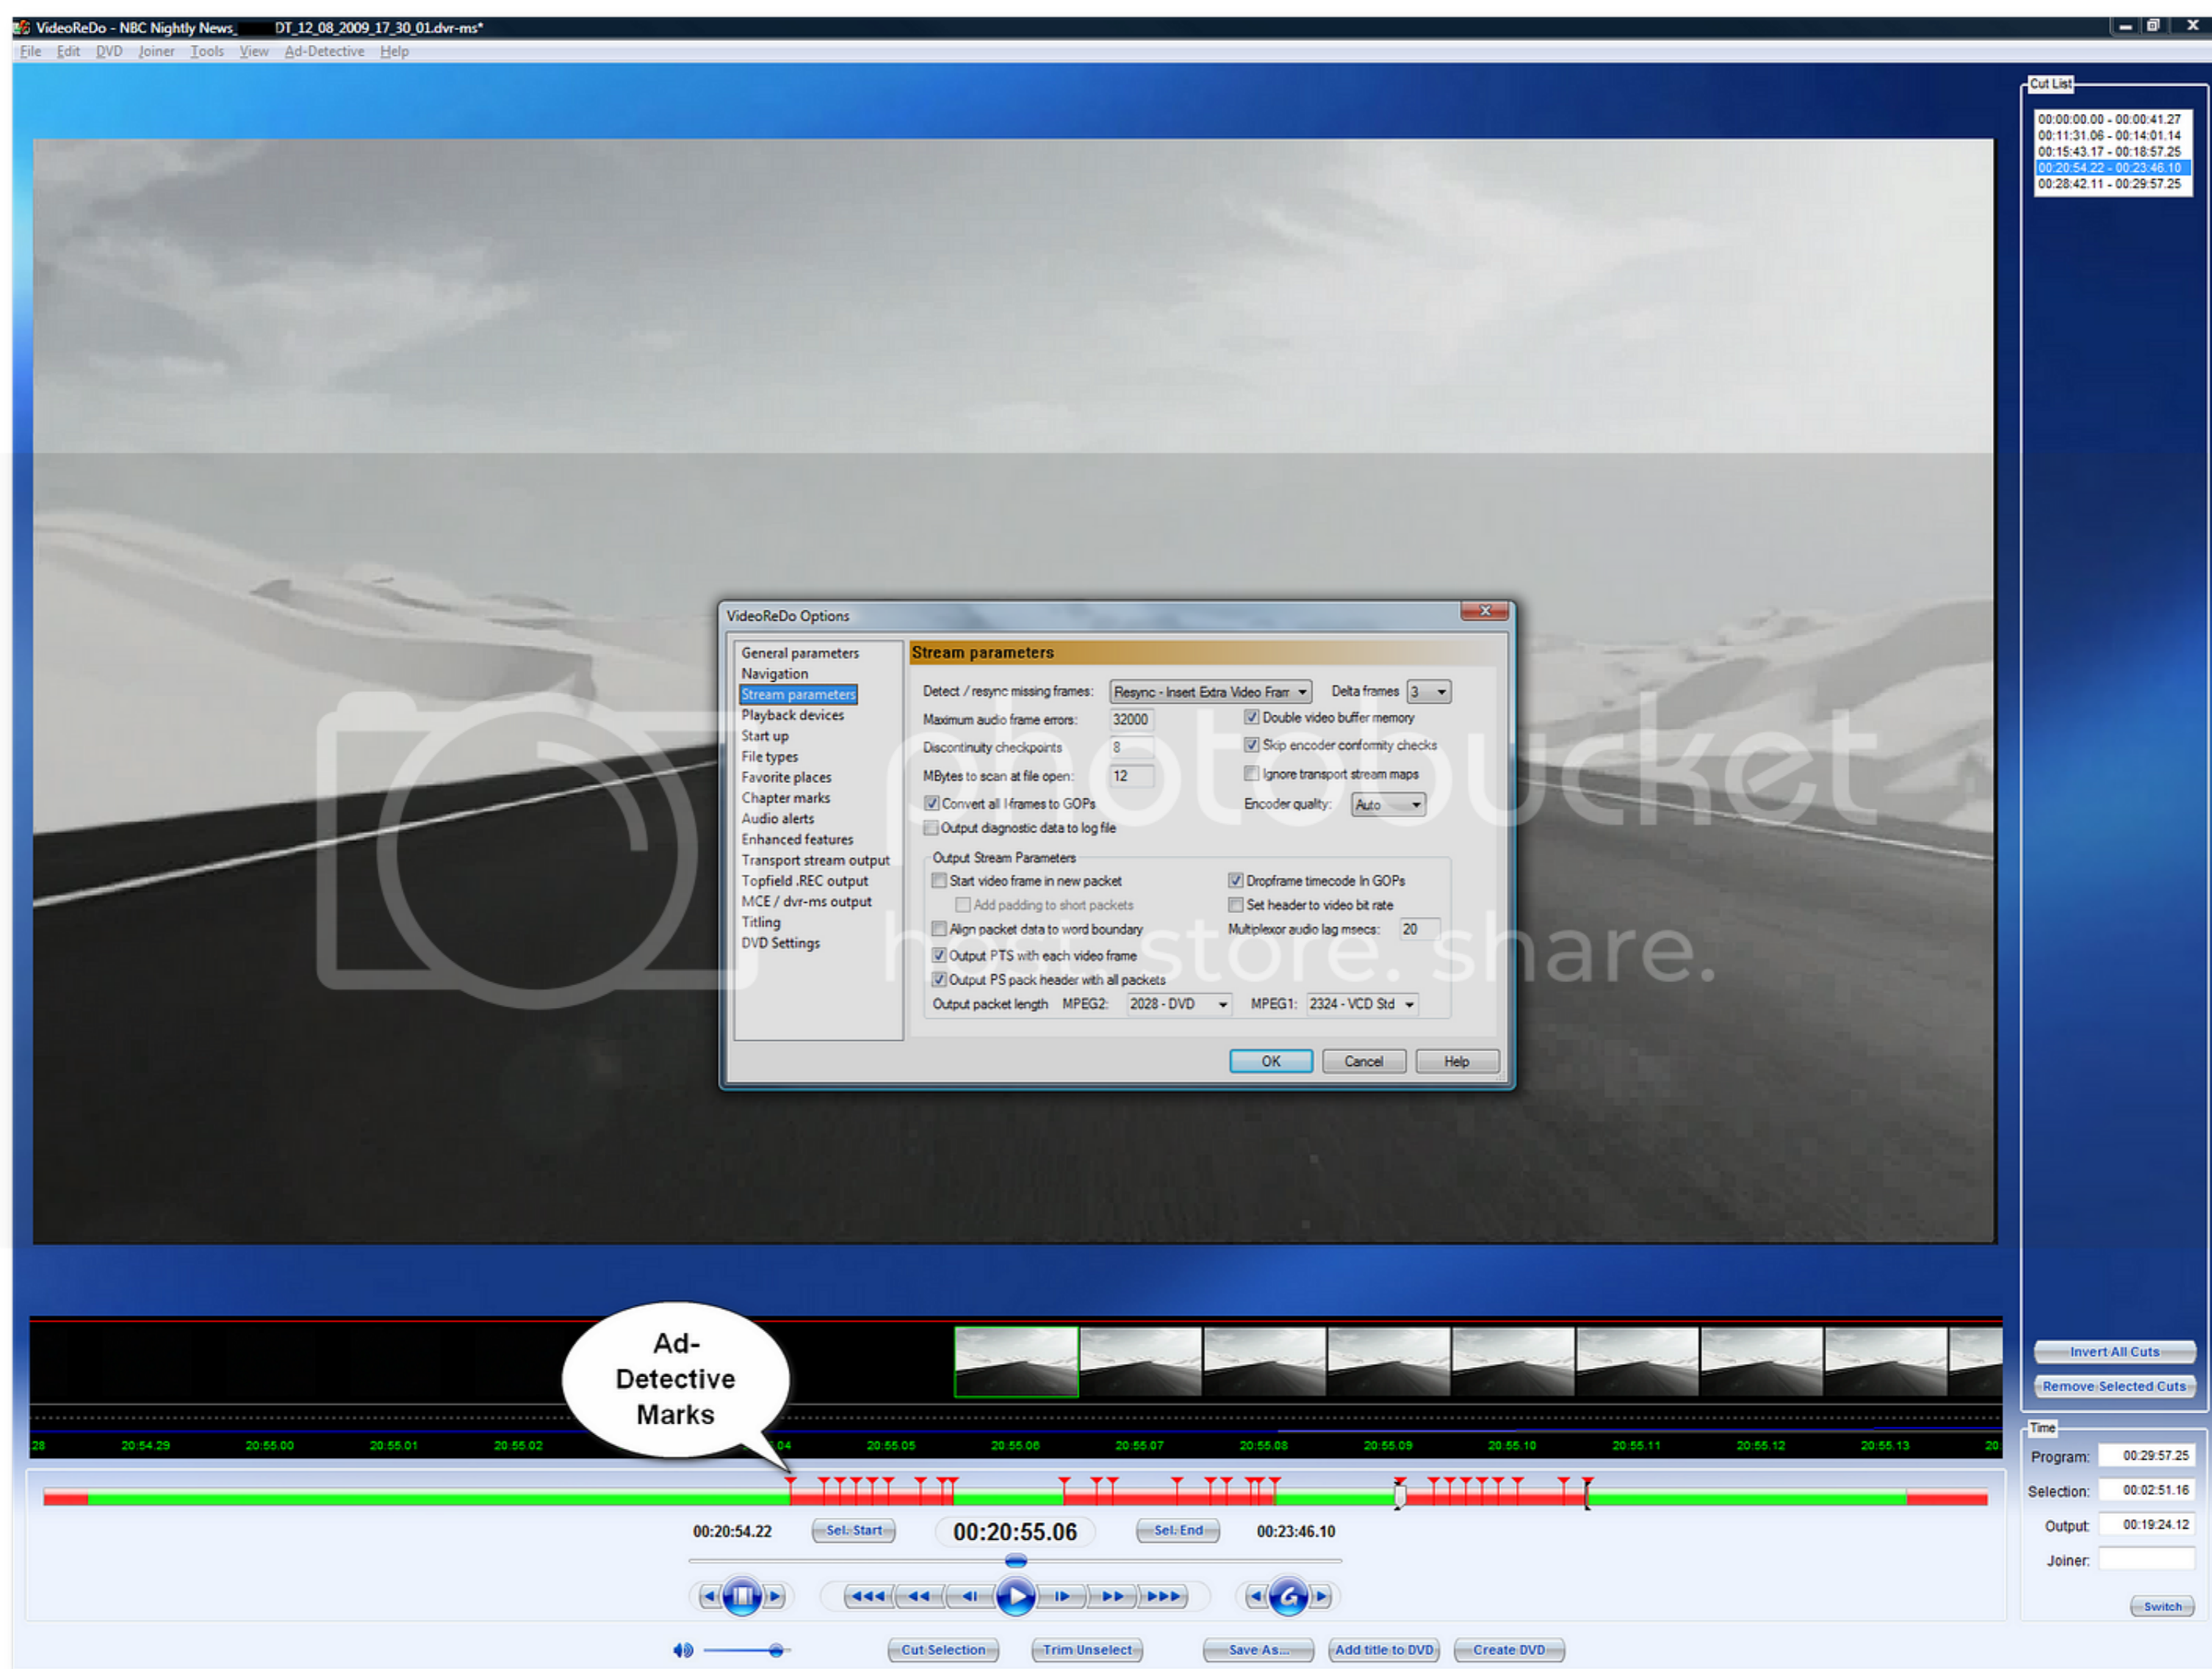 VideoReDo - NBC Nightly News_ DT_12_08_2009_17_30_01.dvr-ms*
File Edit DVD Joiner Tools View Ad-Detective Help
Cut List
00:00:00.00 - 00:00:41.27
00:11:31.06 - 00:14:01.14
00:15:43.17 - 00:18:57.25
00:20:54.22 - 00:23:46.10
00:28:42.11 - 00:29:57.25
VideoReDo Options
General parameters
Navigation
Stream parameters
Playback devices
Start up
File types
Favorite places
Chapter marks
Audio alerts
Enhanced features
Transport stream output
Topfield .REC output
MCE / dvr-ms output
Titling
DVD Settings
Stream parameters
Detect / resync missing frames: Resync - Insert Extra Video Fram Delta frames 3
Maximum audio frame errors: 32000 Double video buffer memory
Discontinuity checkpoints 8 Skip encoder conformity checks
MBytes to scan at file open: 12 Ignore transport stream maps
Convert all I-frames to GOPs Encoder quality: Auto
Output diagnostic data to log file
Output Stream Parameters
Start video frame in new packet Dropframe timecode In GOPs
Add padding to short packets Set header to video bit rate
Align packet data to word boundary Multiplexor audio lag msecs: 20
Output PTS with each video frame
Output PS pack header with all packets
Output packet length MPEG2: 2028 - DVD MPEG1: 2324 - VCD Std
OK Cancel Help
photobucket
host. store. share.
Ad-
Detective
Marks
Invert All Cuts
Remove Selected Cuts
28 20:54.29 20:55.00 20:55.01 20:55.02 .04 20:55.05 20:55.06 20:55.07 20:55.08 20:55.09 20:55.10 20:55.11 20:55.12 20:55.13 20
Time
Program: 00:29:57.25
Selection: 00:02:51.16
Output: 00:19:24.12
Joiner:
Switch
00:20:54.22 Sel. Start 00:20:55.06 Sel. End 00:23:46.10
Cut Selection Trim Unselect Save As... Add title to DVD Create DVD